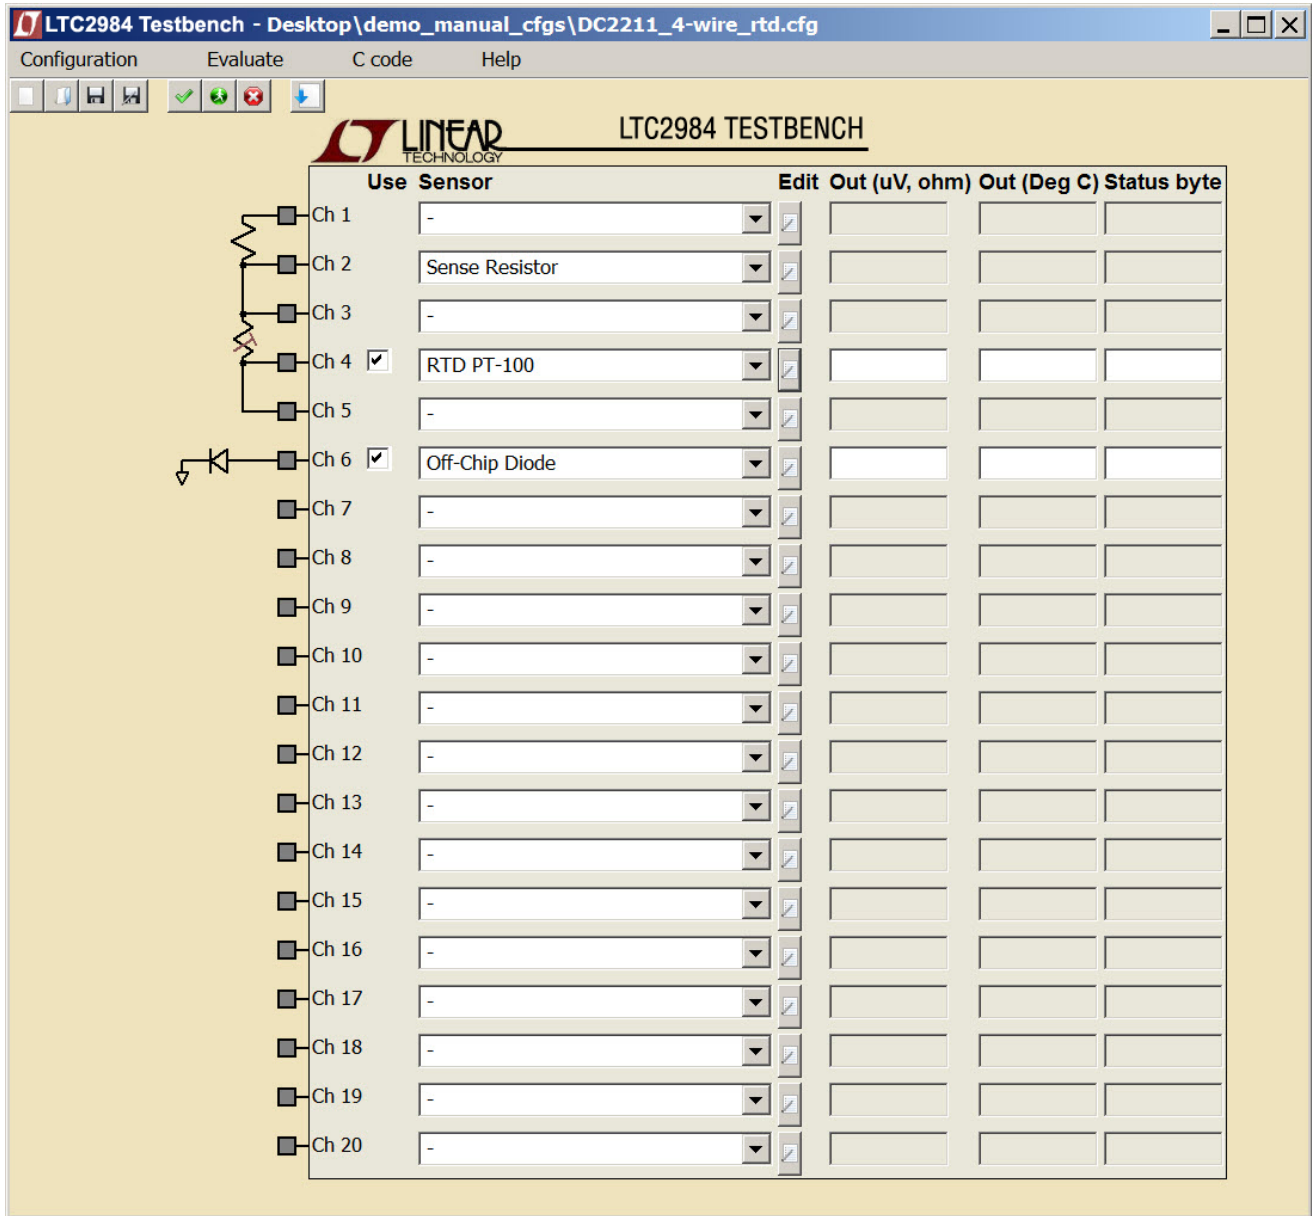 LTC2984 Testbench - Desktop\demo_manual_cfgs\DC2211_4-wire_rtd.cfg
Configuration Evaluate C code Help
LINEAR TECHNOLOGY
LTC2984 TESTBENCH
Use Sensor Edit Out (uV, ohm) Out (Deg C) Status byte
Ch 1 -
Ch 2 Sense Resistor
Ch 3 -
Ch 4 RTD PT-100
Ch 5 -
Ch 6 Off-Chip Diode
Ch 7 -
Ch 8 -
Ch 9 -
Ch 10 -
Ch 11 -
Ch 12 -
Ch 13 -
Ch 14 -
Ch 15 -
Ch 16 -
Ch 17 -
Ch 18 -
Ch 19 -
Ch 20 -